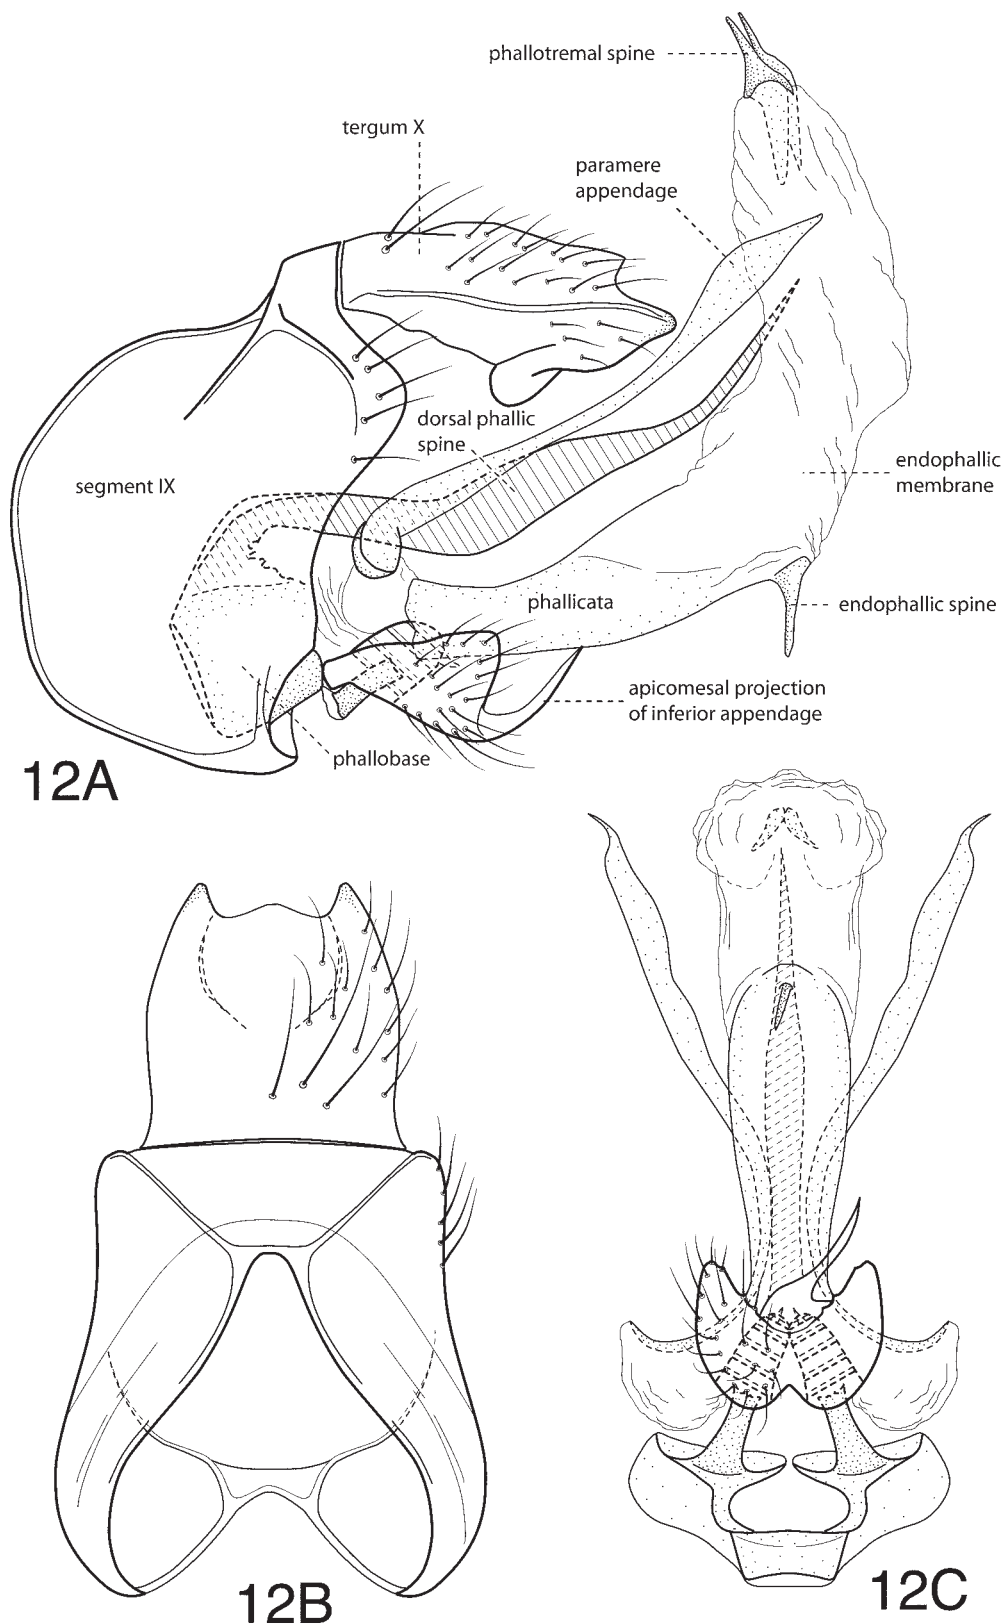 phallotremal spine
tergum X
paramere
appendage
dorsal phallic
spine
segment IX
endophallic
membrane
phallicata
endophallic spine
apicomesal projection
of inferior appendage
phallobase
12A
12B
12C